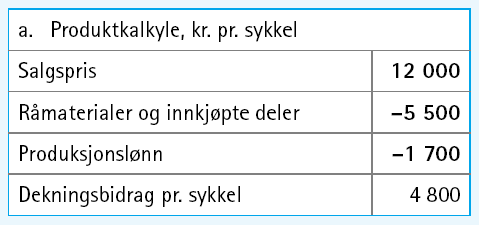 a. Produktkalkyle, kr. pr. sykkel
Salgspris 12 000
Råmaterialer og innkjøpte deler –5 500
Produksjonslønn –1 700
Dekningsbidrag pr. sykkel 4 800